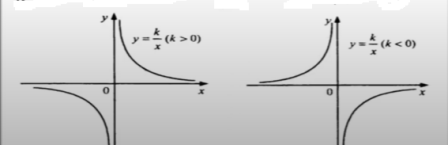 y
y = k/x (k > 0)
0
x
y
y = k/x (k < 0)
0
x